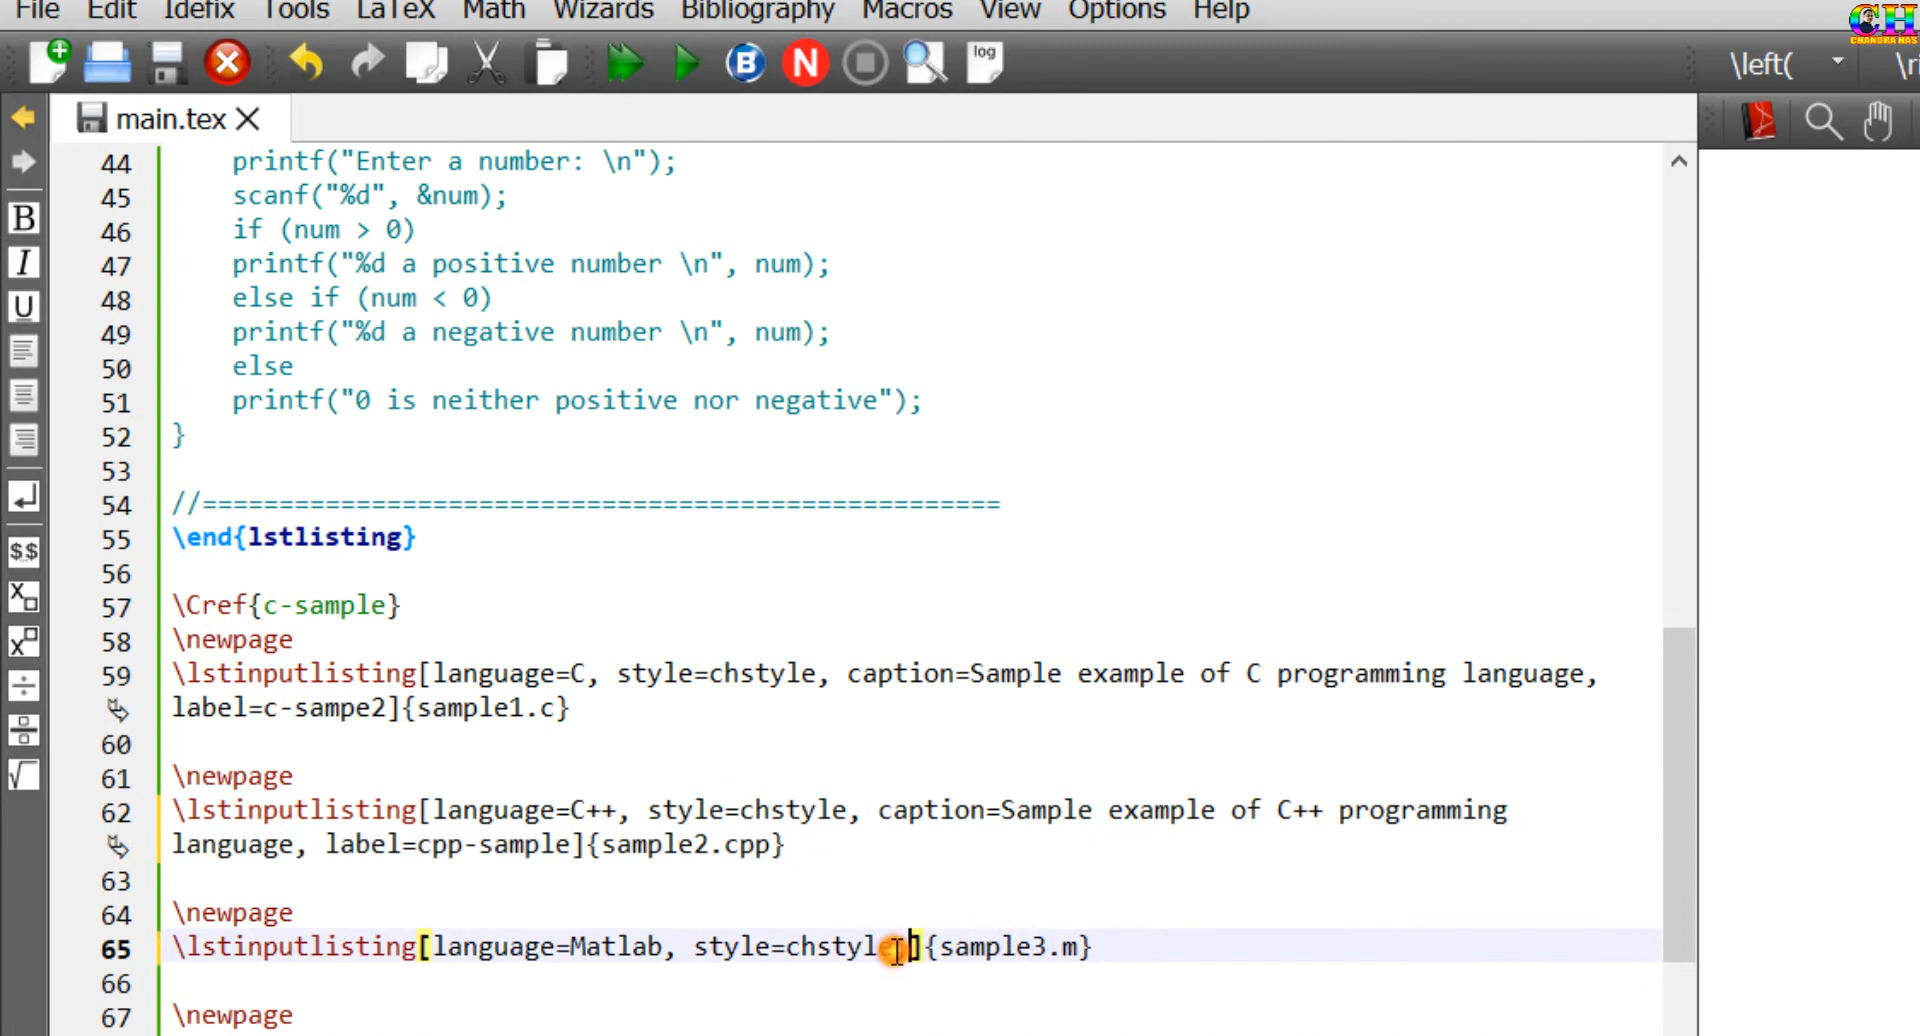 File Edit Idefix Tools LaTeX Math Wizards Bibliography Macros View Options Help
CH
CHANDRA HAS
B N log \left(
main.tex
44 printf("Enter a number: \n");
45 scanf("%d", &num);
46 if (num > 0)
47 printf("%d a positive number \n", num);
48 else if (num < 0)
49 printf("%d a negative number \n", num);
50 else
51 printf("0 is neither positive nor negative");
52 }
53
54 //====================================================
55 \end{lstlisting}
56
57 \Cref{c-sample}
58 \newpage
59 \lstinputlisting[language=C, style=chstyle, caption=Sample example of C programming language,
label=c-sampe2]{sample1.c}
60
61 \newpage
62 \lstinputlisting[language=C++, style=chstyle, caption=Sample example of C++ programming
language, label=cpp-sample]{sample2.cpp}
63
64 \newpage
65 \lstinputlisting[language=Matlab, style=chstyle]{sample3.m}
66
67 \newpage
B
I
U
$$
X
X